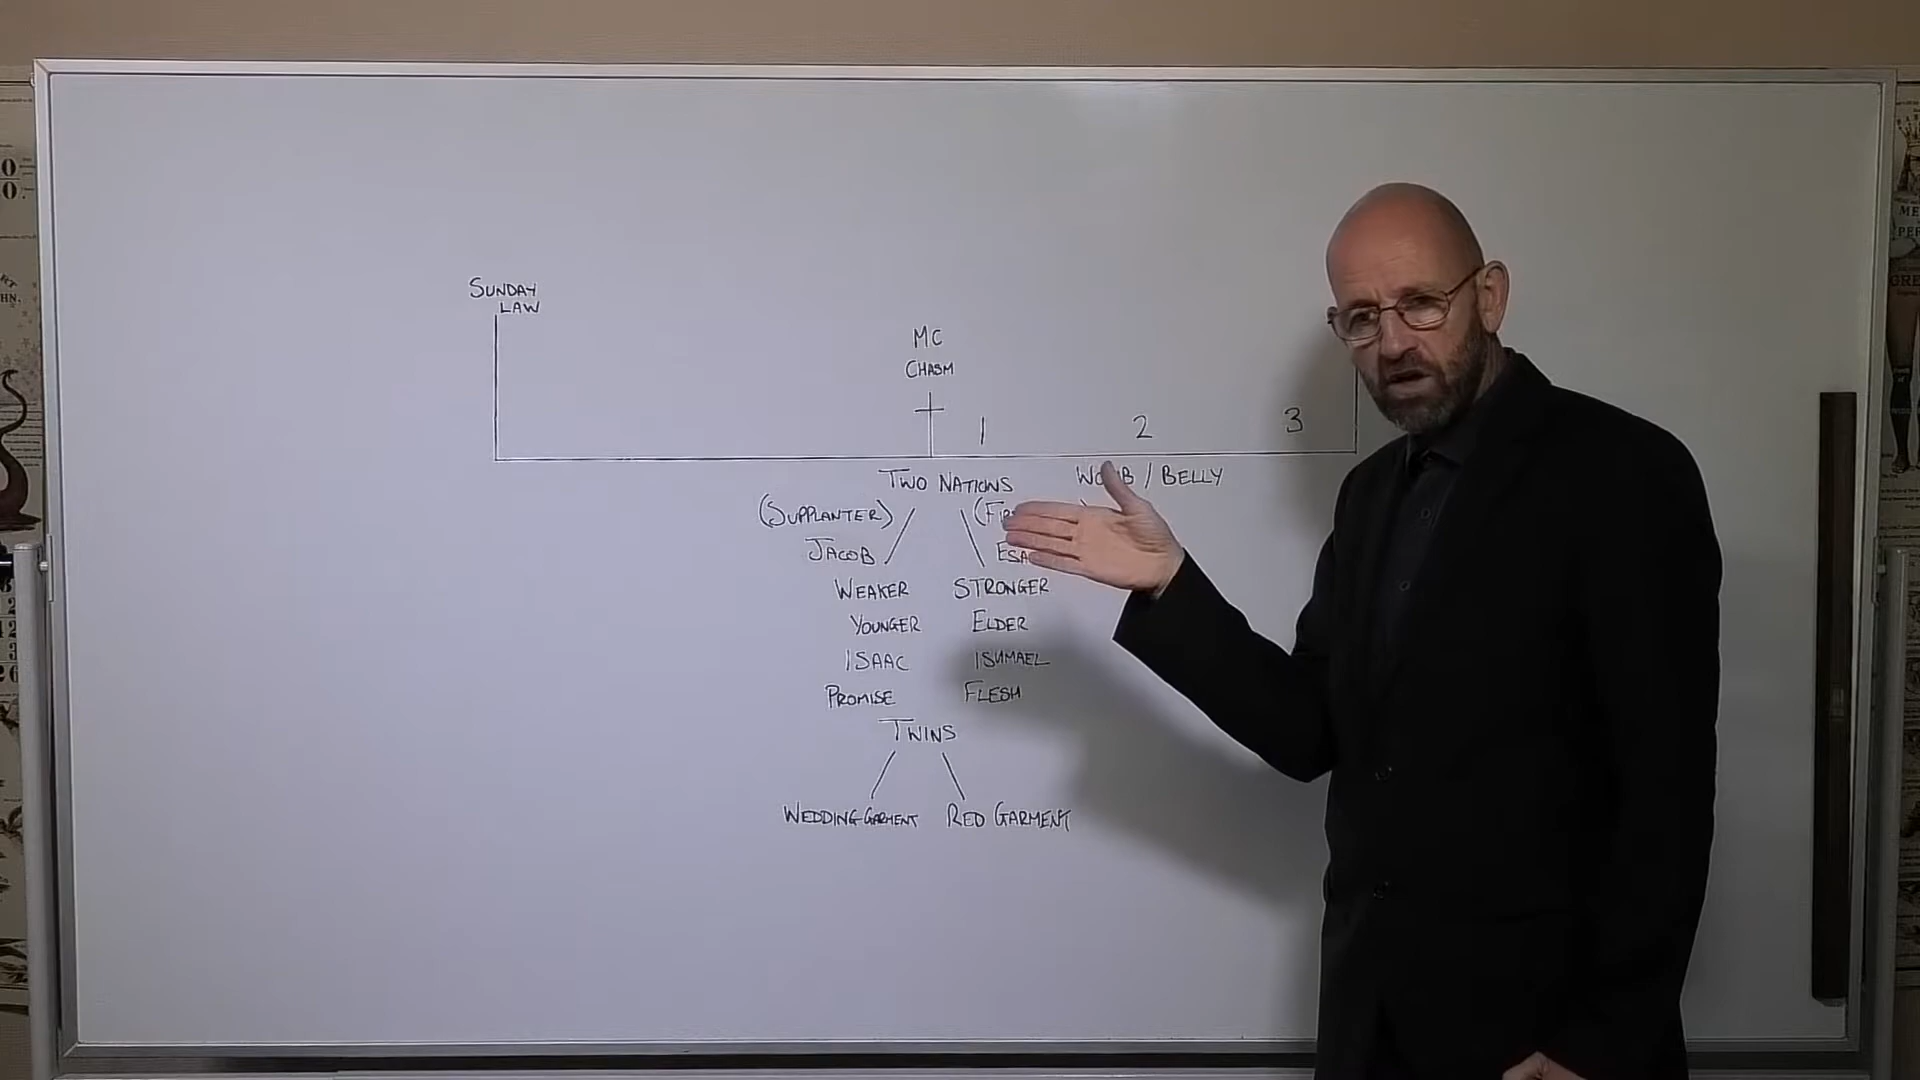 SUNDAY
LAW
MC
CHASM
1 2 3
TWO NATIONS WOMB / BELLY
(SUPPLANTER)
JACOB
WEAKER STRONGER
YOUNGER ELDER
ISAAC ISHMAEL
PROMISE FLESH
TWINS
WEDDING GARMENT RED GARMENT